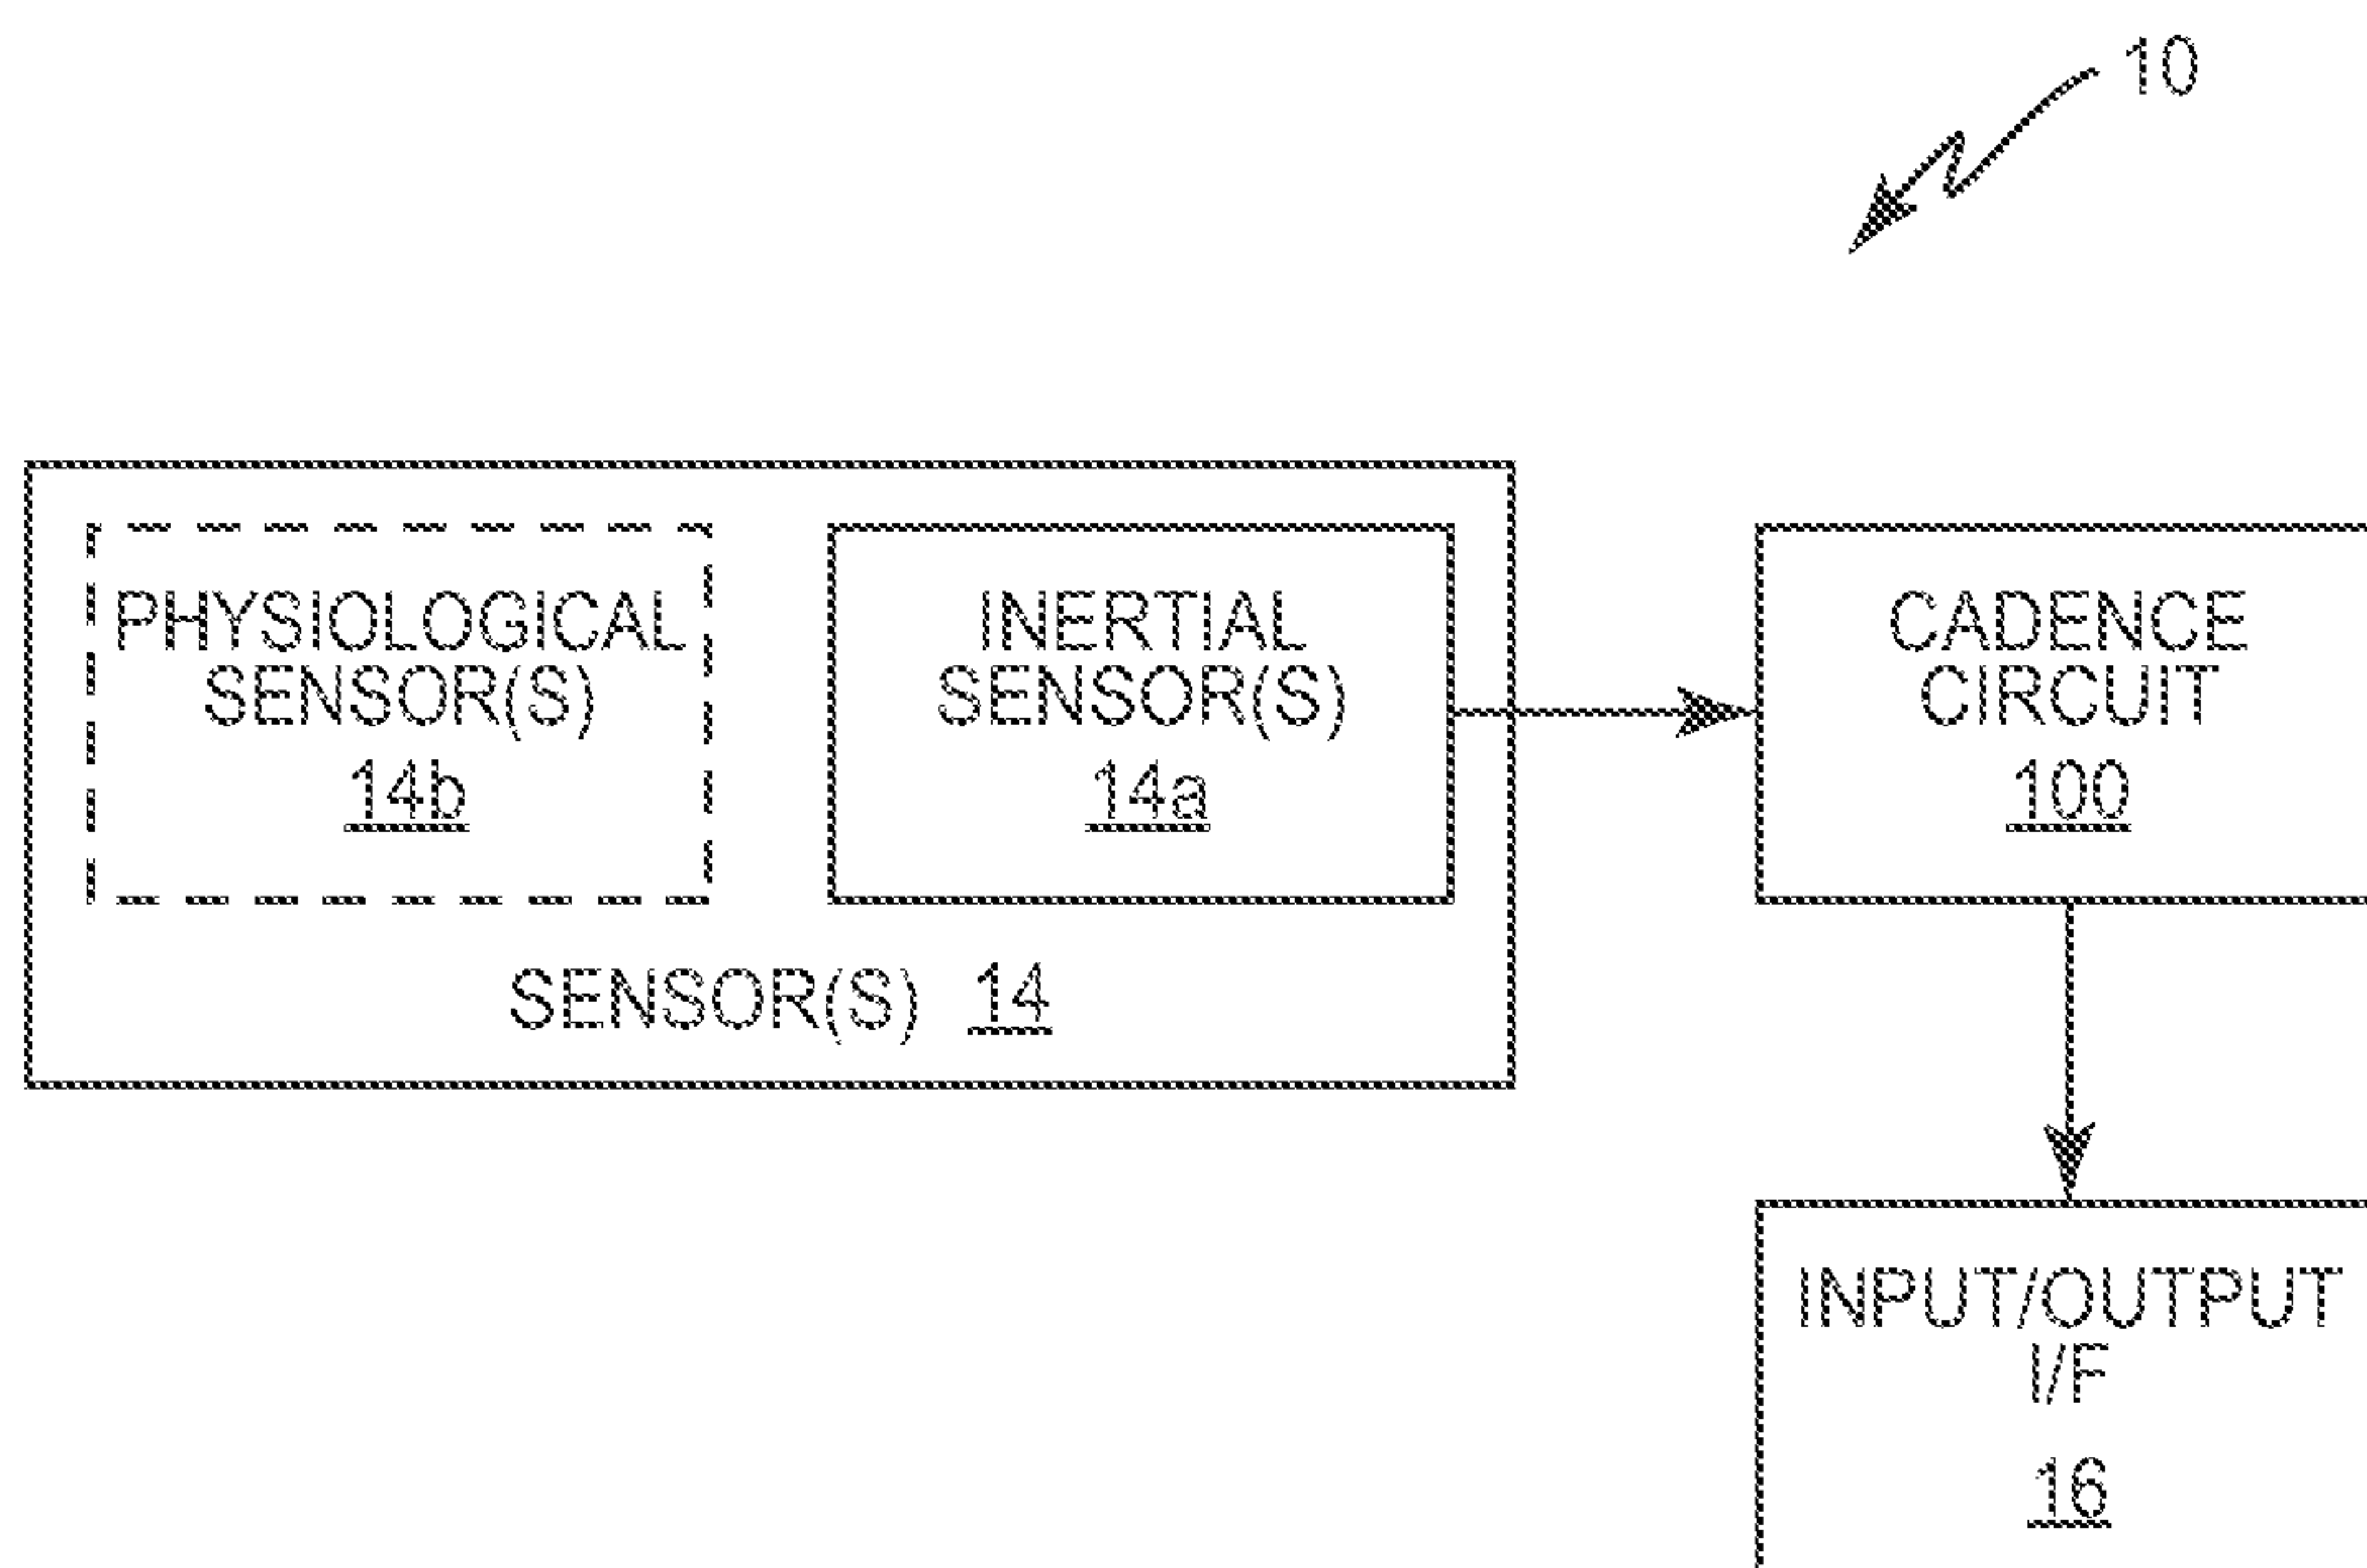 10
PHYSIOLOGICAL
SENSOR(S)
14b
INERTIAL
SENSOR(S)
14a
SENSOR(S) 14
CADENCE
CIRCUIT
100
INPUT/OUTPUT
I/F
16